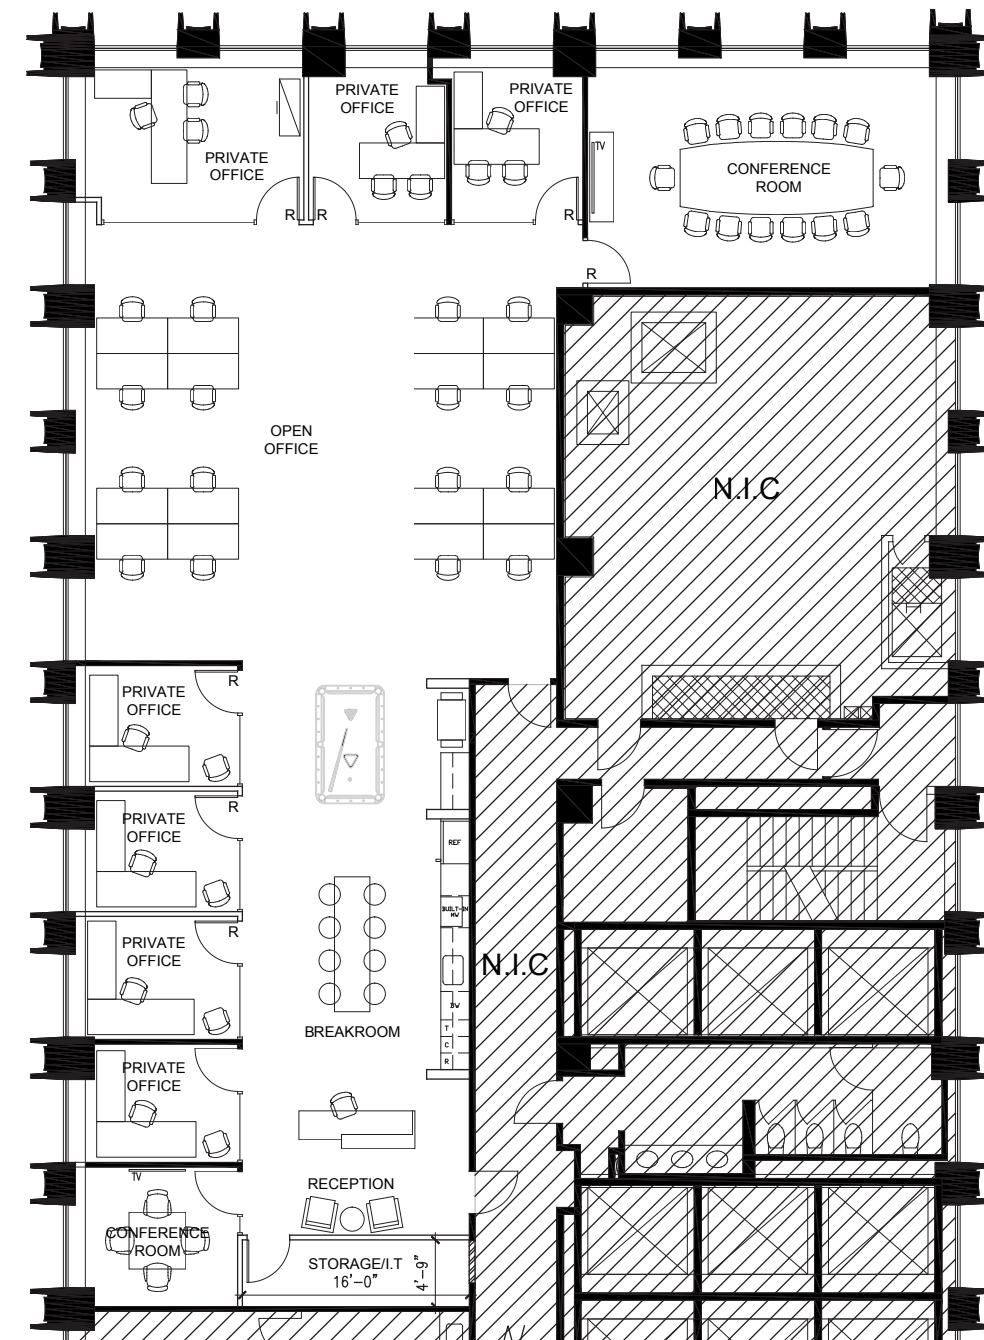 PRIVATE
OFFICE
PRIVATE
OFFICE
PRIVATE
OFFICE
TV
CONFERENCE
ROOM
R
R
R
R
OPEN
OFFICE
N.I.C
PRIVATE
OFFICE
R
PRIVATE
OFFICE
R
REF
BUILT-IN
MW
PRIVATE
OFFICE
R
N.I.C
BW
BREAKROOM
T
C
R
PRIVATE
OFFICE
TV
RECEPTION
CONFERENCE
ROOM
STORAGE/I.T
16'-0"
4'-9"